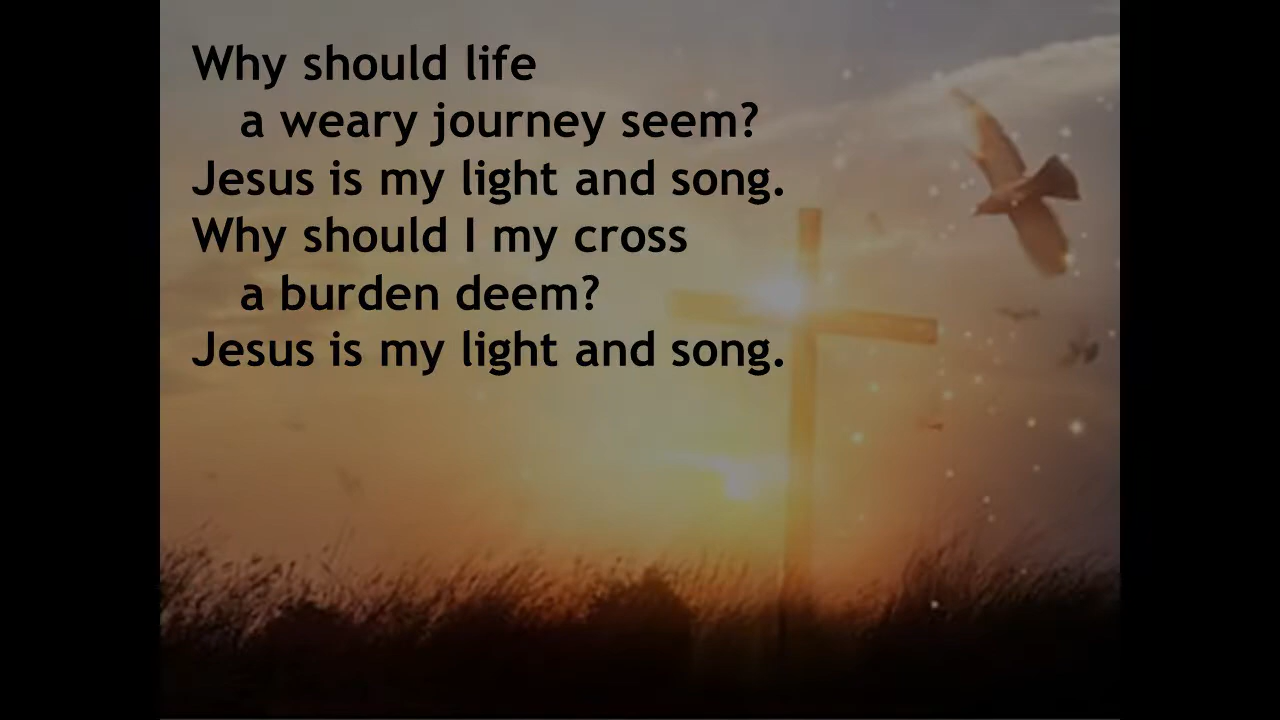 Why should life
a weary journey seem?
Jesus is my light and song.
Why should I my cross
a burden deem?
Jesus is my light and song.